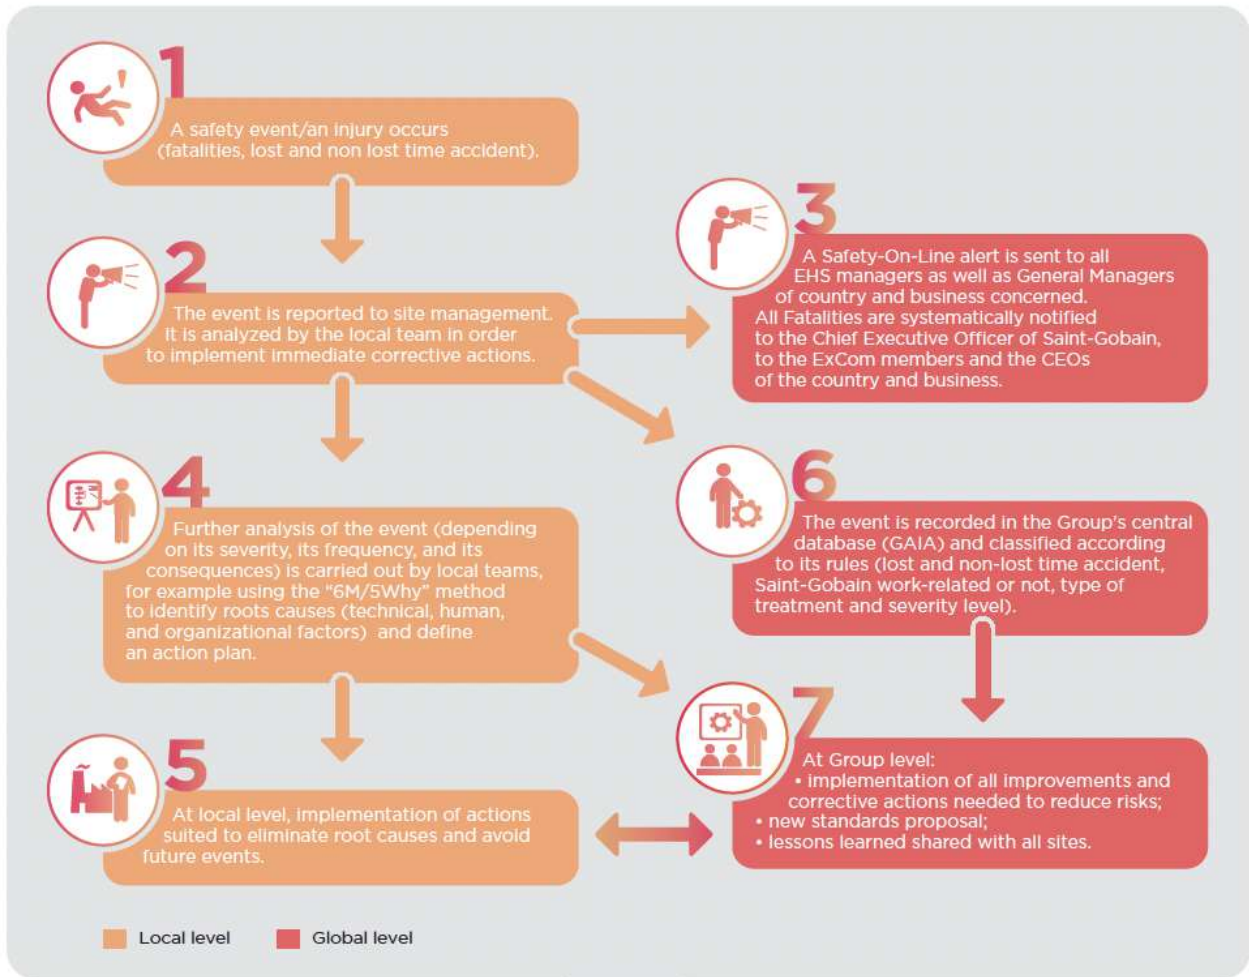 1
A safety event/an injury occurs
(fatalities, lost and non lost time accident).
2
The event is reported to site management.
It is analyzed by the local team in order
to implement immediate corrective actions.
3
A Safety-On-Line alert is sent to all
EHS managers as well as General Managers
of country and business concerned.
All Fatalities are systematically notified
to the Chief Executive Officer of Saint-Gobain,
to the ExCom members and the CEOs
of the country and business.
4
Further analysis of the event (depending
on its severity, its frequency, and its
consequences) is carried out by local teams,
for example using the "6M/5Why" method
to identify roots causes (technical, human,
and organizational factors) and define
an action plan.
6
The event is recorded in the Group's central
database (GAIA) and classified according
to its rules (lost and non-lost time accident,
Saint-Gobain work-related or not, type of
treatment and severity level).
5
At local level, implementation of actions
suited to eliminate root causes and avoid
future events.
7
At Group level:
• implementation of all improvements and
corrective actions needed to reduce risks;
• new standards proposal;
• lessons learned shared with all sites.
Local level
Global level